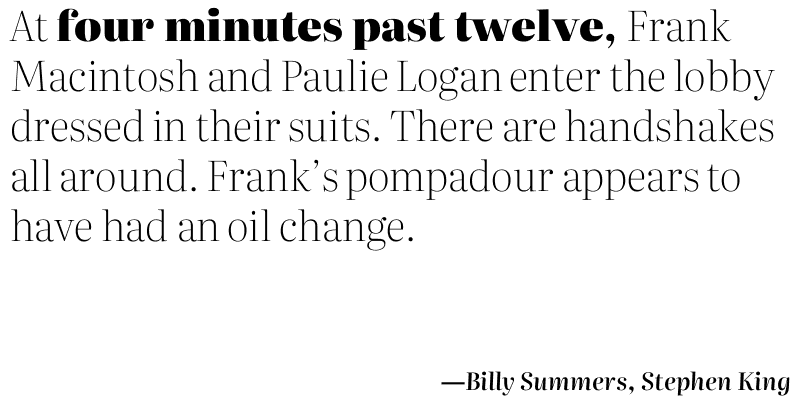 At four minutes past twelve, Frank
Macintosh and Paulie Logan enter the lobby
dressed in their suits. There are handshakes
all around. Frank’s pompadour appears to
have had an oil change.
—Billy Summers, Stephen King